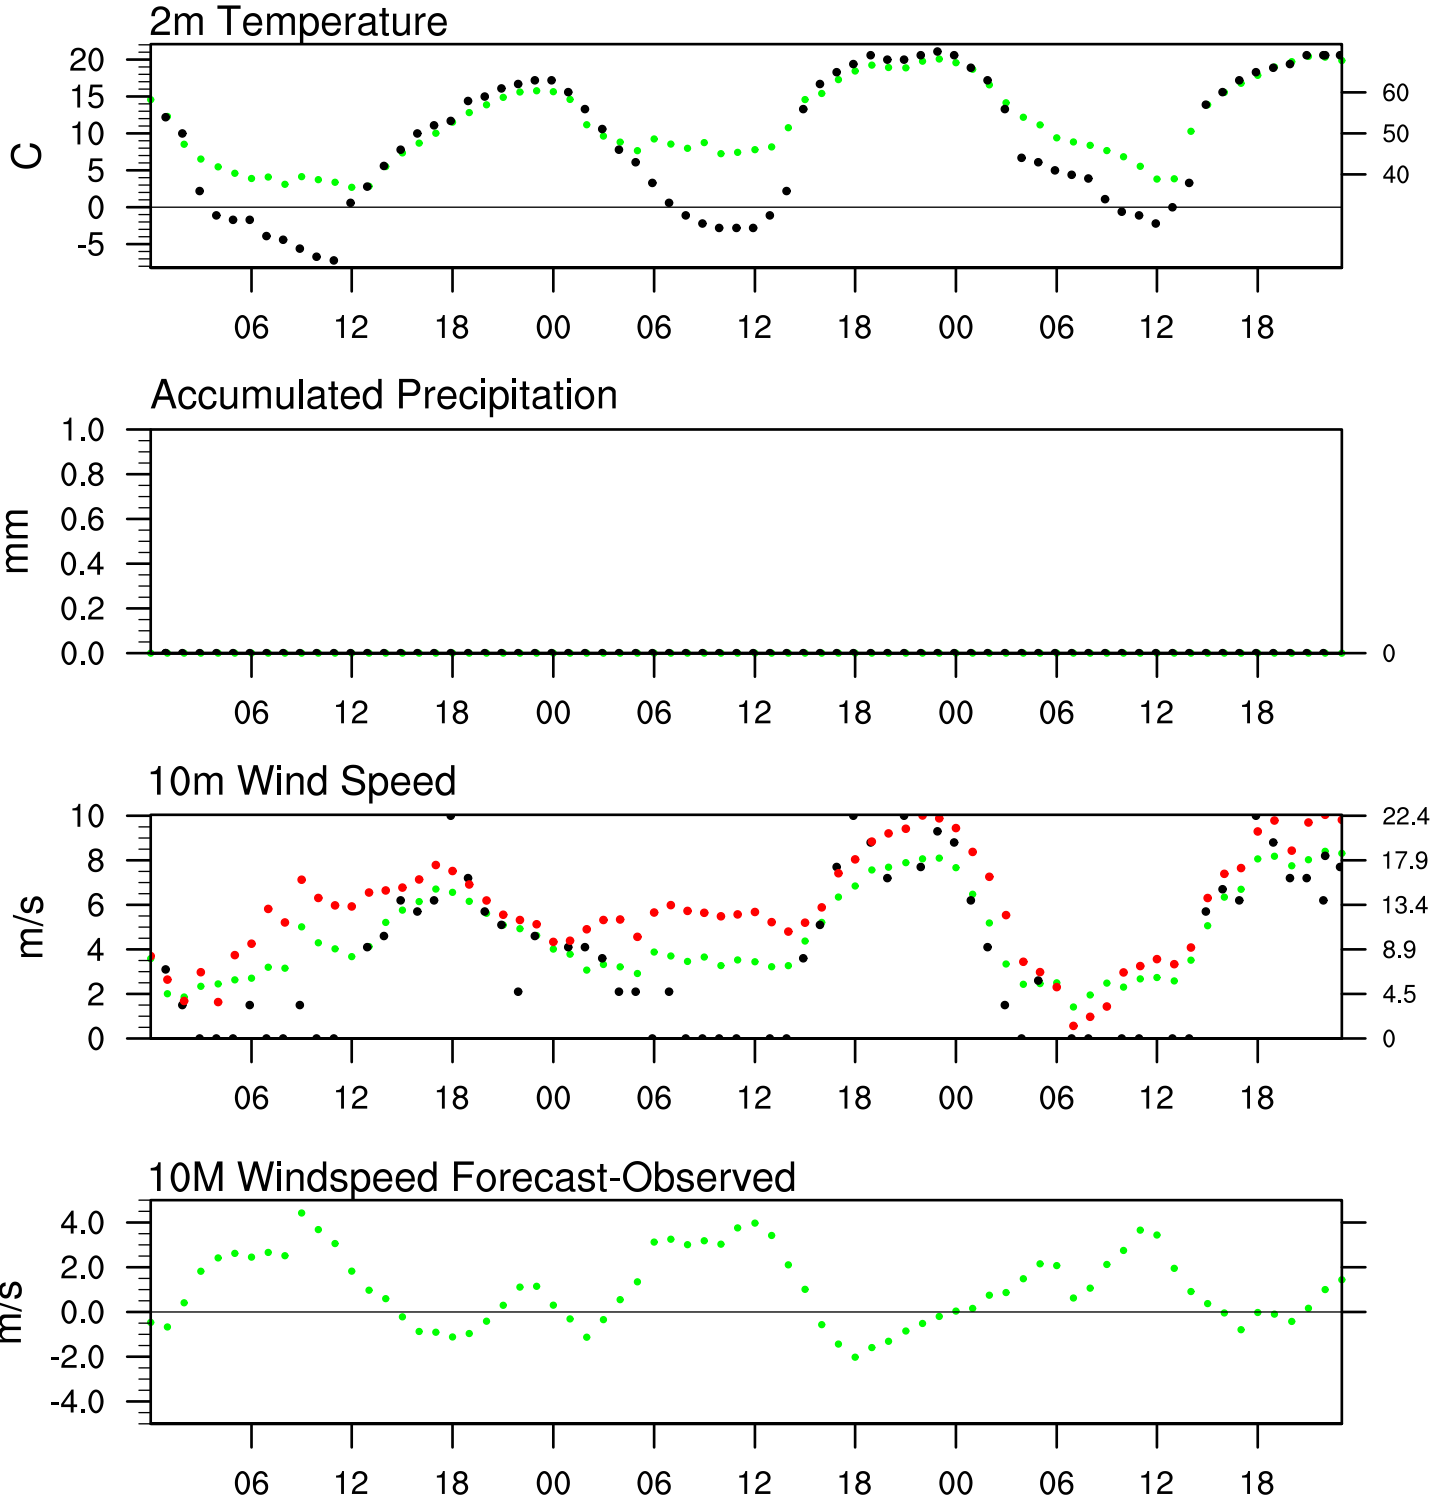 2m Temperature
20
15
10
5
0
-5
C
60
50
40
06 12 18 00 06 12 18 00 06 12 18
Accumulated Precipitation
1.0
0.8
0.6
0.4
0.2
0.0
mm
0
06 12 18 00 06 12 18 00 06 12 18
10m Wind Speed
10
8
6
4
2
0
m/s
22.4
17.9
13.4
8.9
4.5
0
06 12 18 00 06 12 18 00 06 12 18
10M Windspeed Forecast-Observed
4.0
2.0
0.0
-2.0
-4.0
m/s
06 12 18 00 06 12 18 00 06 12 18